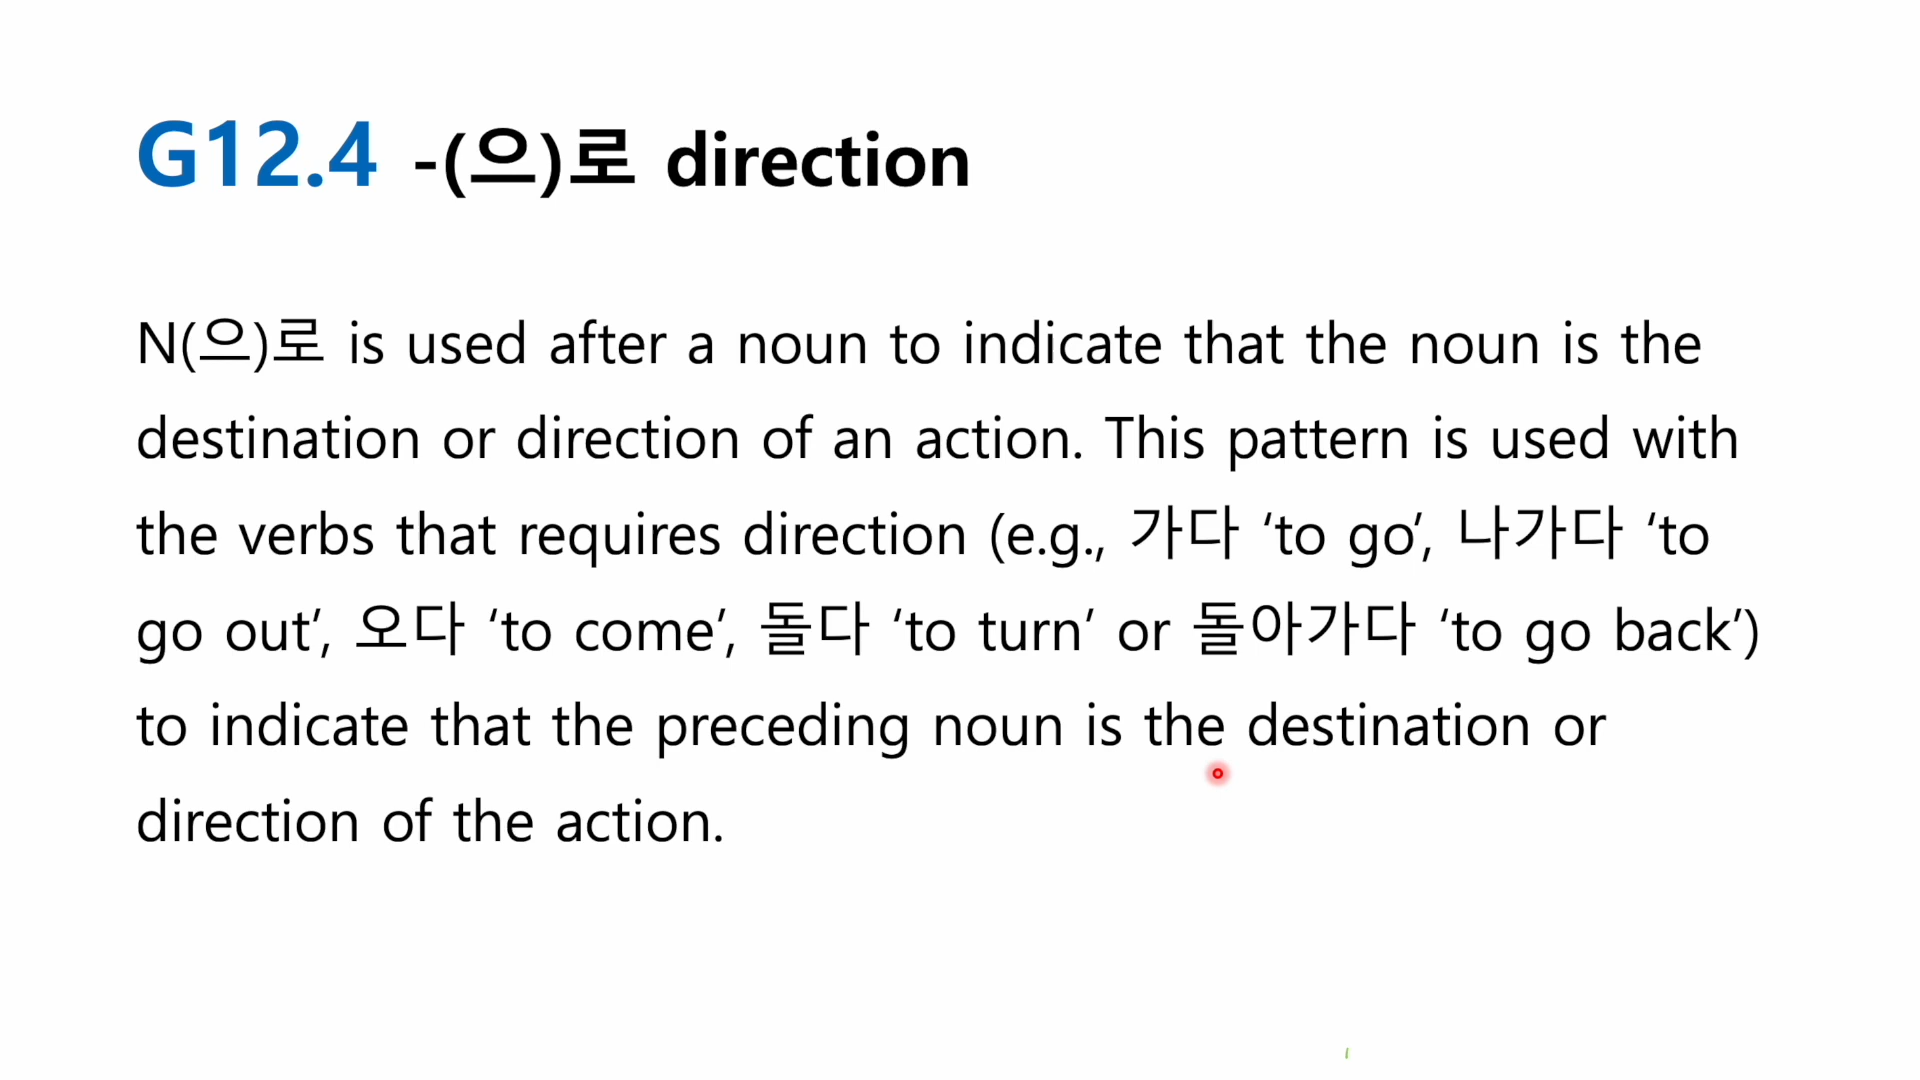 G12.4 -(으)로 direction
N(으)로 is used after a noun to indicate that the noun is the
destination or direction of an action. This pattern is used with
the verbs that requires direction (e.g., 가다 ‘to go’, 나가다 ‘to
go out’, 오다 ‘to come’, 돌다 ‘to turn’ or 돌아가다 ‘to go back’)
to indicate that the preceding noun is the destination or
direction of the action.